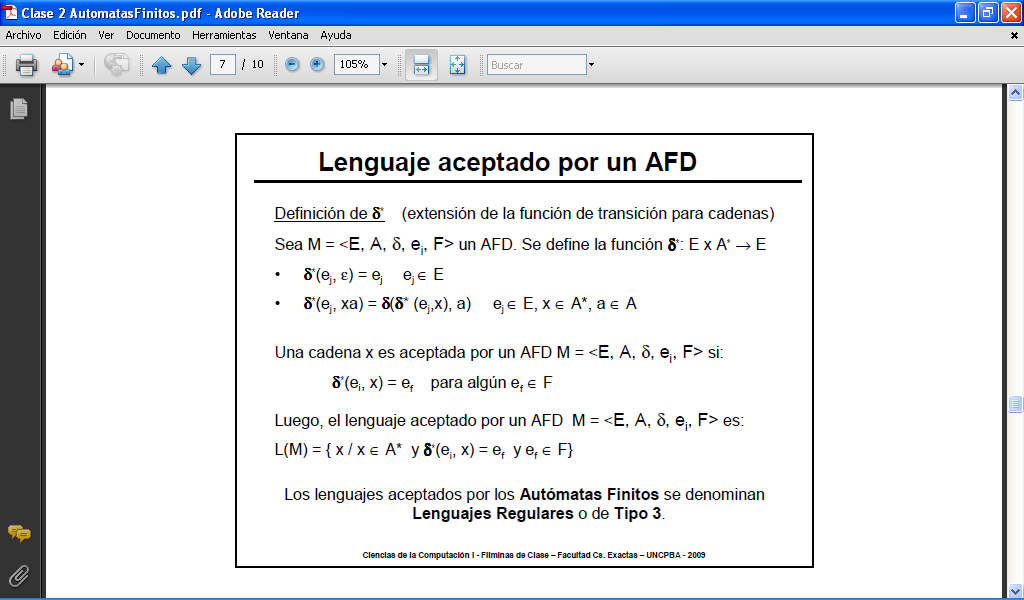 Clase 2 AutomatasFinitos.pdf - Adobe Reader
Archivo Edición Ver Documento Herramientas Ventana Ayuda
7 / 10 105% Buscar
Lenguaje aceptado por un AFD
Definición de δ* (extensión de la función de transición para cadenas)
Sea M = <E, A, δ, eᵢ, F> un AFD. Se define la función δ*: E x A* → E
• δ*(eⱼ, ε) = eⱼ eⱼ ∈ E
• δ*(eⱼ, xa) = δ(δ* (eⱼ,x), a) eⱼ ∈ E, x ∈ A*, a ∈ A
Una cadena x es aceptada por un AFD M = <E, A, δ, eᵢ, F> si:
δ*(eᵢ, x) = e_f para algún e_f ∈ F
Luego, el lenguaje aceptado por un AFD M = <E, A, δ, eᵢ, F> es:
L(M) = { x / x ∈ A* y δ*(eᵢ, x) = e_f y e_f ∈ F}
Los lenguajes aceptados por los Autómatas Finitos se denominan
Lenguajes Regulares o de Tipo 3.
Ciencias de la Computación I - Filminas de Clase – Facultad Cs. Exactas – UNCPBA - 2009